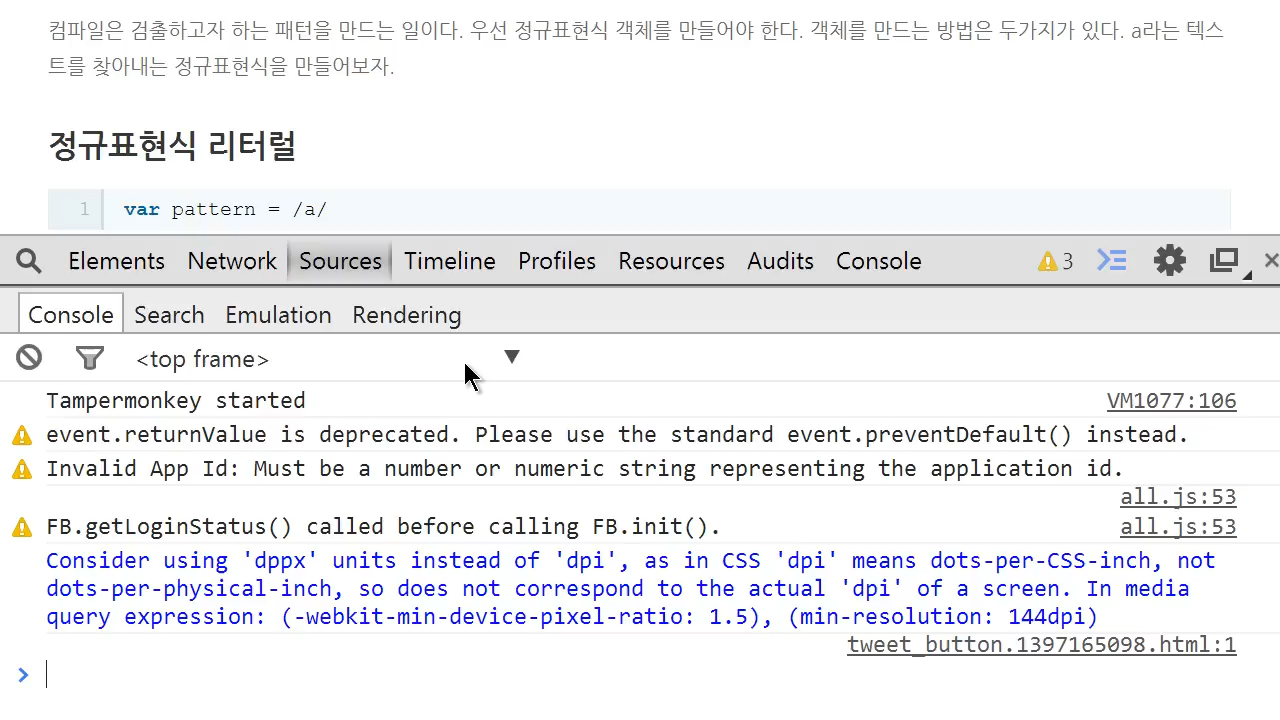 컴파일은 검출하고자 하는 패턴을 만드는 일이다. 우선 정규표현식 객체를 만들어야 한다. 객체를 만드는 방법은 두가지가 있다. a라는 텍스
트를 찾아내는 정규표현식을 만들어보자.
정규표현식 리터럴
1 var pattern = /a/
Elements Network Sources Timeline Profiles Resources Audits Console 3
Console Search Emulation Rendering
<top frame>
Tampermonkey started VM1077:106
event.returnValue is deprecated. Please use the standard event.preventDefault() instead.
Invalid App Id: Must be a number or numeric string representing the application id.
all.js:53
FB.getLoginStatus() called before calling FB.init(). all.js:53
Consider using 'dppx' units instead of 'dpi', as in CSS 'dpi' means dots-per-CSS-inch, not
dots-per-physical-inch, so does not correspond to the actual 'dpi' of a screen. In media
query expression: (-webkit-min-device-pixel-ratio: 1.5), (min-resolution: 144dpi)
tweet_button.1397165098.html:1